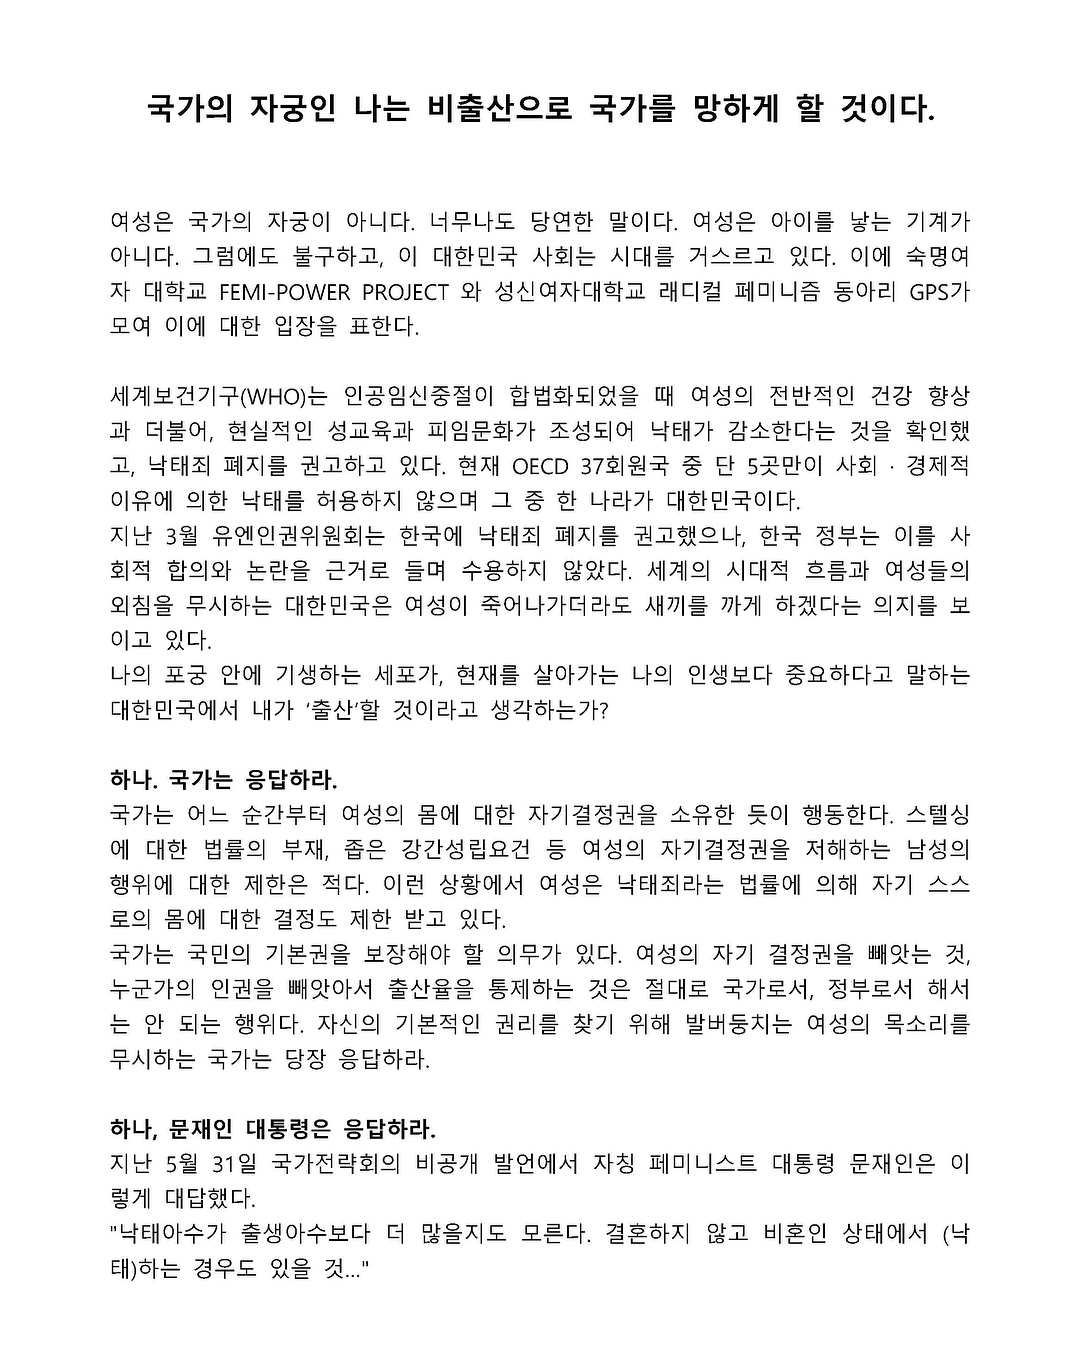 국가의 자궁인 나는 비출산으로 국가를 망하게 할 것이다.
여성은 국가의 자궁이 아니다. 너무나도 당연한 말이다. 여성은 아이를 낳는 기계가
아니다. 그럼에도 불구하고, 이 대한민국 사회는 시대를 거스르고 있다. 이에 숙명여
자 대학교 FEMI-POWER PROJECT 와 성신여자대학교 래디컬 페미니즘 동아리 GPS가
모여 이에 대한 입장을 표한다.
세계보건기구(WHO)는 인공임신중절이 합법화되었을 때 여성의 전반적인 건강 향상
과 더불어, 현실적인 성교육과 피임문화가 조성되어 낙태가 감소한다는 것을 확인했
고, 낙태죄 폐지를 권고하고 있다. 현재 OECD 37회원국 중 단 5곳만이 사회 · 경제적
이유에 의한 낙태를 허용하지 않으며 그 중 한 나라가 대한민국이다.
지난 3월 유엔인권위원회는 한국에 낙태죄 폐지를 권고했으나, 한국 정부는 이를 사
회적 합의와 논란을 근거로 들며 수용하지 않았다. 세계의 시대적 흐름과 여성들의
외침을 무시하는 대한민국은 여성이 죽어나가더라도 새끼를 까게 하겠다는 의지를 보
이고 있다.
나의 포궁 안에 기생하는 세포가, 현재를 살아가는 나의 인생보다 중요하다고 말하는
대한민국에서 내가 ‘출산’할 것이라고 생각하는가?
하나. 국가는 응답하라.
국가는 어느 순간부터 여성의 몸에 대한 자기결정권을 소유한 듯이 행동한다. 스텔싱
에 대한 법률의 부재, 좁은 강간성립요건 등 여성의 자기결정권을 저해하는 남성의
행위에 대한 제한은 적다. 이런 상황에서 여성은 낙태죄라는 법률에 의해 자기 스스
로의 몸에 대한 결정도 제한 받고 있다.
국가는 국민의 기본권을 보장해야 할 의무가 있다. 여성의 자기 결정권을 빼앗는 것,
누군가의 인권을 빼앗아서 출산율을 통제하는 것은 절대로 국가로서, 정부로서 해서
는 안 되는 행위다. 자신의 기본적인 권리를 찾기 위해 발버둥치는 여성의 목소리를
무시하는 국가는 당장 응답하라.
하나, 문재인 대통령은 응답하라.
지난 5월 31일 국가전략회의 비공개 발언에서 자칭 페미니스트 대통령 문재인은 이
렇게 대답했다.
"낙태아수가 출생아수보다 더 많을지도 모른다. 결혼하지 않고 비혼인 상태에서 (낙
태)하는 경우도 있을 것..."